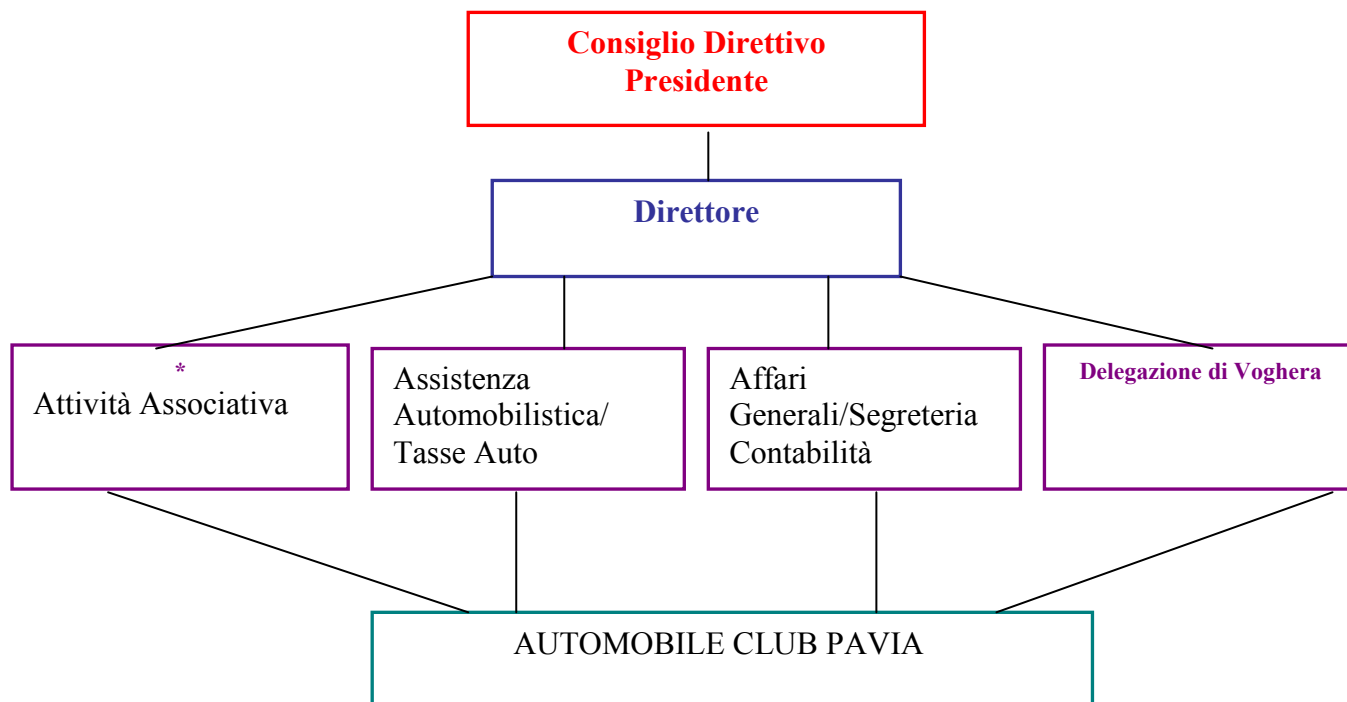 Consiglio Direttivo
Presidente
Direttore
*
Attività Associativa
Assistenza
Automobilistica/
Tasse Auto
Affari
Generali/Segreteria
Contabilità
Delegazione di Voghera
AUTOMOBILE CLUB PAVIA